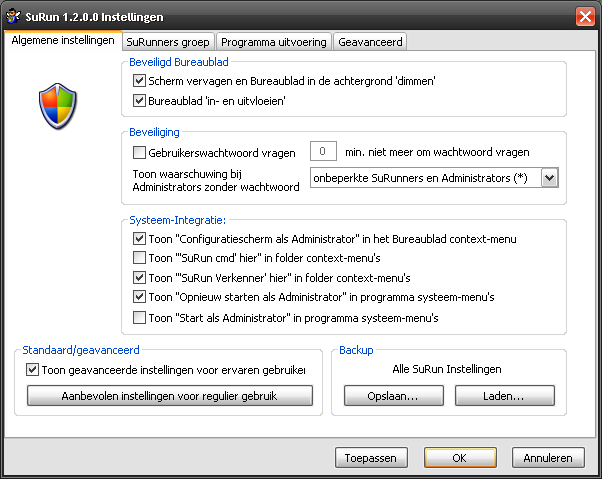 SuRun 1.2.0.0 Instellingen
Algemene instellingen
SuRunners groep
Programma uitvoering
Geavanceerd
Beveiligd Bureaublad
Scherm vervagen en Bureaublad in de achtergrond 'dimmen'
Bureaublad 'in- en uitvloeien'
Beveiliging
Gebruikerswachtwoord vragen
0 min. niet meer om wachtwoord vragen
Toon waarschuwing bij
Administrators zonder wachtwoord
onbeperkte SuRunners en Administrators (*)
Systeem-Integratie:
Toon "Configuratiescherm als Administrator" in het Bureaublad context-menu
Toon "'SuRun cmd' hier" in folder context-menu's
Toon "'SuRun Verkenner' hier" in folder context-menu's
Toon "Opnieuw starten als Administrator" in programma systeem-menu's
Toon "Start als Administrator" in programma systeem-menu's
Standaard/geavanceerd
Toon geavanceerde instellingen voor ervaren gebruiker
Aanbevolen instellingen voor regulier gebruik
Backup
Alle SuRun Instellingen
Opslaan...
Laden...
Toepassen
OK
Annuleren